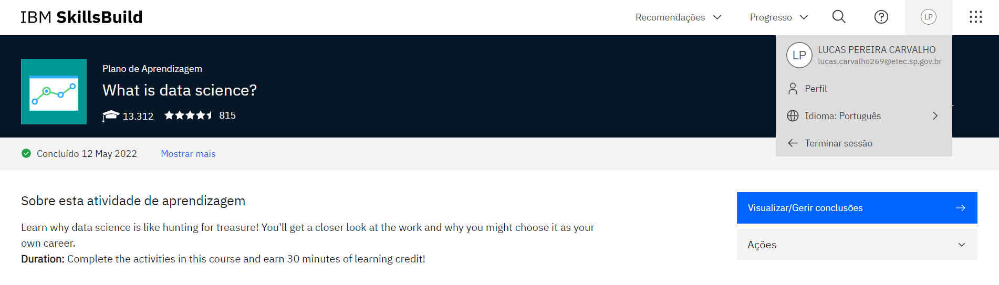 IBM SkillsBuild
Recomendações
Progresso
LP
LP
LUCAS PEREIRA CARVALHO
lucas.carvalho269@etec.sp.gov.br
Perfil
Idioma: Português
Terminar sessão
Plano de Aprendizagem
What is data science?
13.312
815
Concluído 12 May 2022
Mostrar mais
Sobre esta atividade de aprendizagem
Learn why data science is like hunting for treasure! You'll get a closer look at the work and why you might choose it as your
own career.
Duration: Complete the activities in this course and earn 30 minutes of learning credit!
Visualizar/Gerir conclusões
Ações